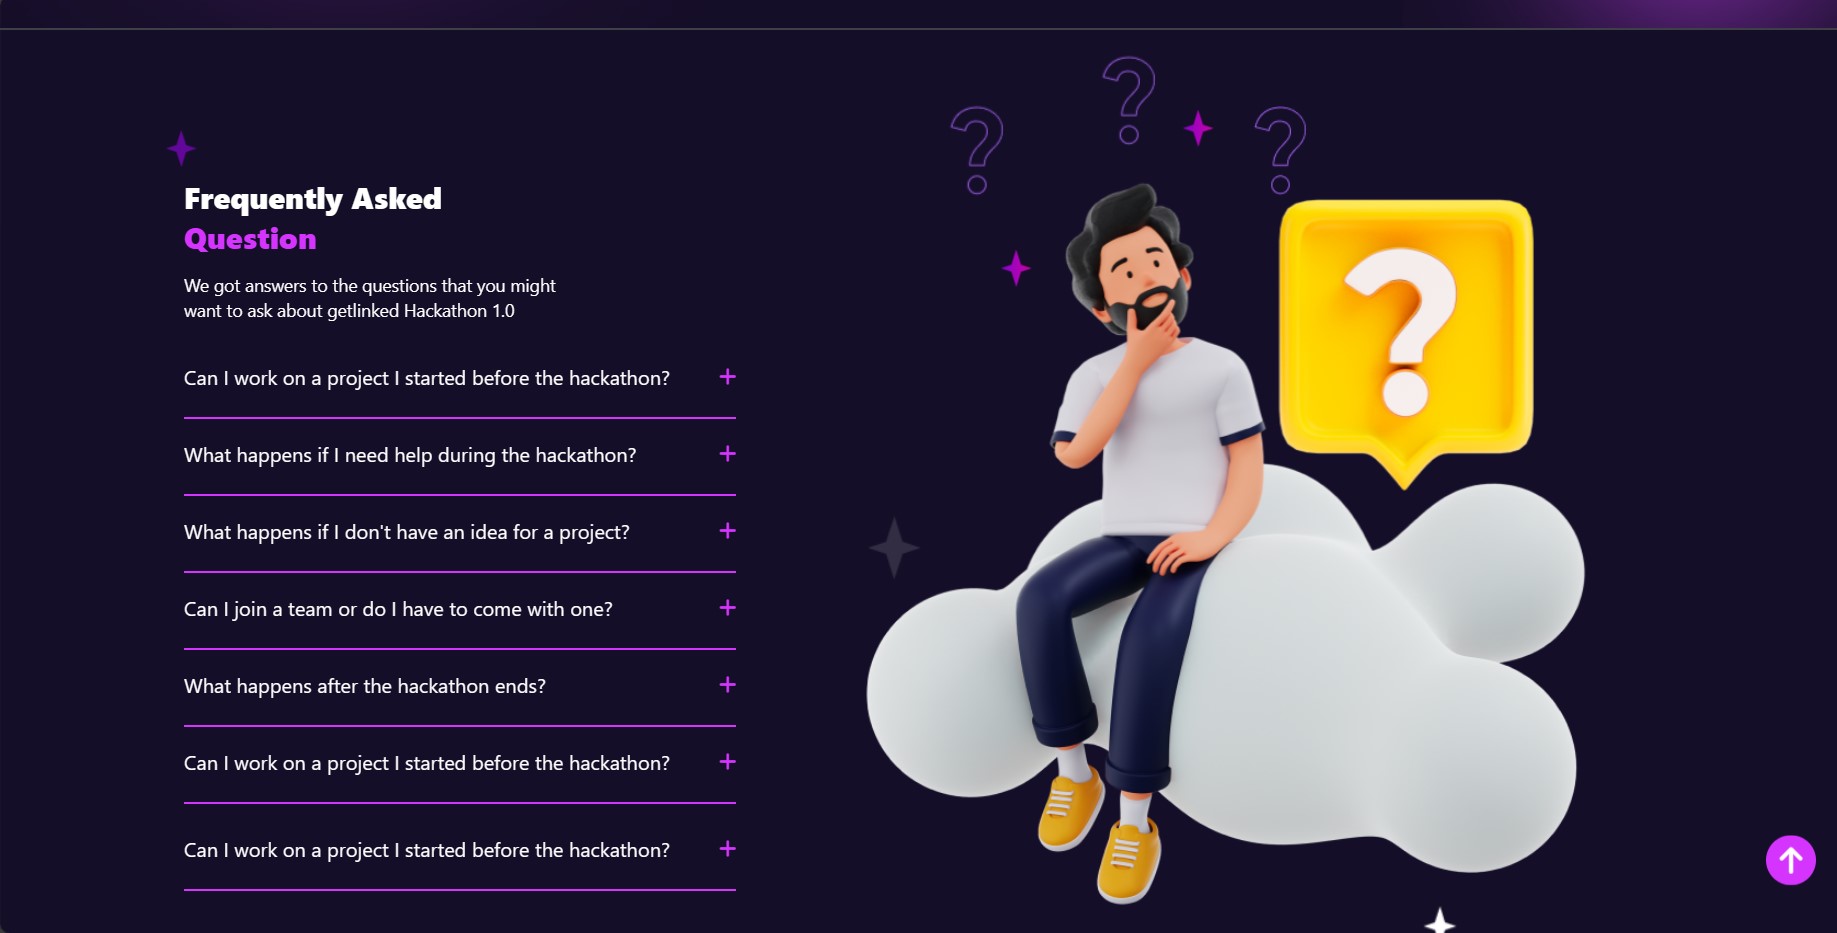 Frequently Asked
Question
We got answers to the questions that you might
want to ask about getlinked Hackathon 1.0
Can I work on a project I started before the hackathon? +
What happens if I need help during the hackathon? +
What happens if I don't have an idea for a project? +
Can I join a team or do I have to come with one? +
What happens after the hackathon ends? +
Can I work on a project I started before the hackathon? +
Can I work on a project I started before the hackathon? +
?
?
?
?